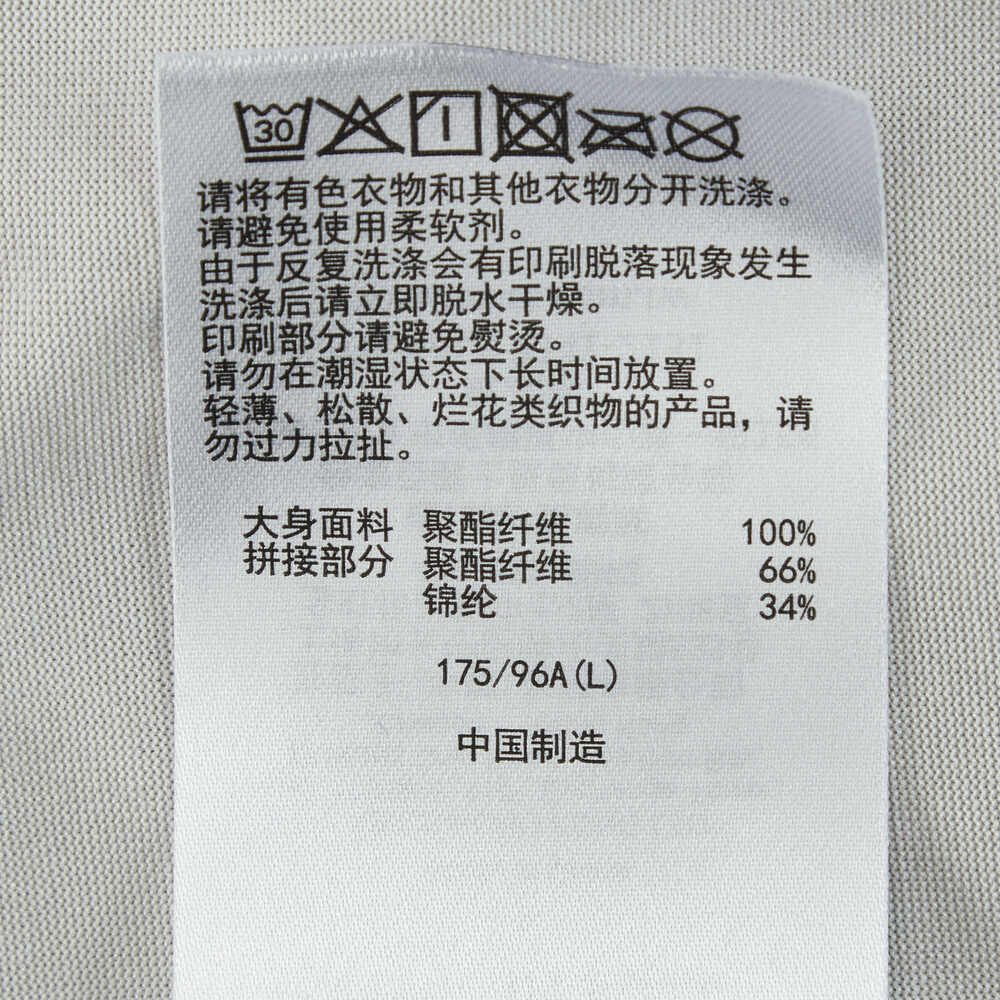 30
请将有色衣物和其他衣物分开洗涤。
请避免使用柔软剂。
由于反复洗涤会有印刷脱落现象发生
洗涤后请立即脱水干燥。
印刷部分请避免熨烫。
请勿在潮湿状态下长时间放置。
轻薄、松散、烂花类织物的产品，请
勿过力拉扯。
大身面料 聚酯纤维 100%
拼接部分 聚酯纤维 66%
锦纶 34%
175/96A(L)
中国制造